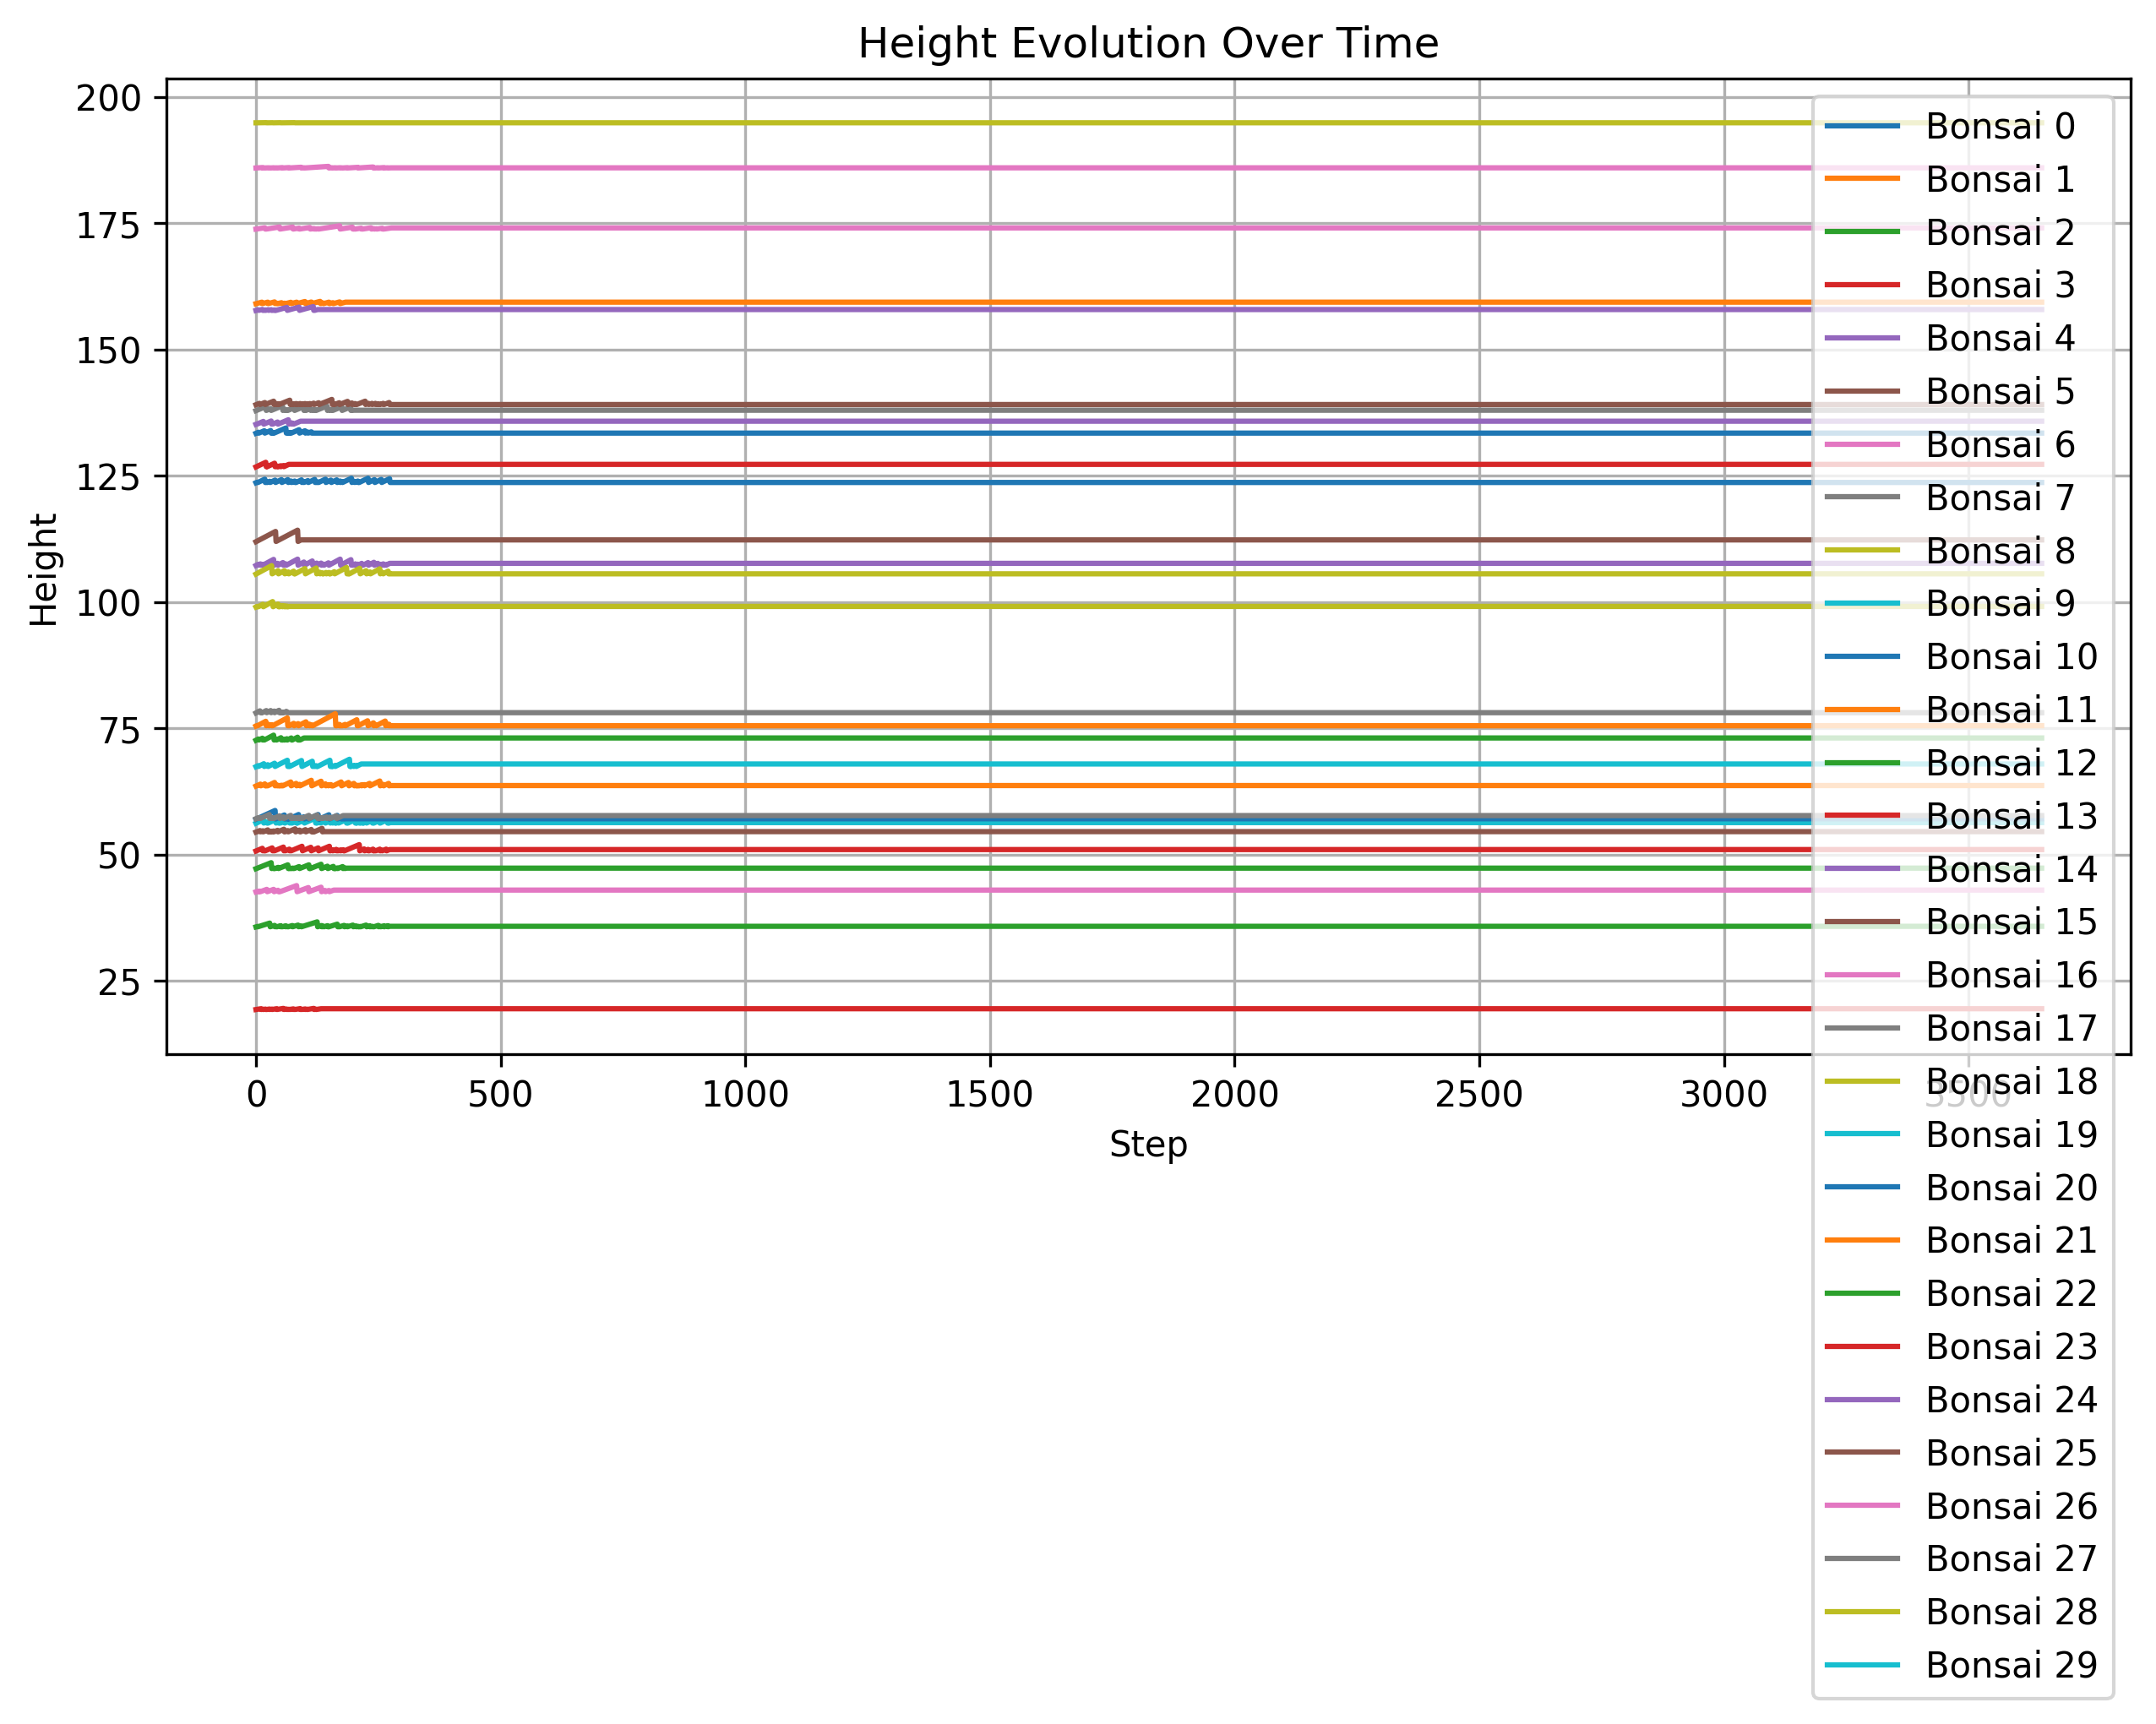 Height Evolution Over Time
200
175
150
125
100
75
50
25
Height
0
500
1000
1500
2000
2500
3000
3500
Step
Bonsai 0
Bonsai 1
Bonsai 2
Bonsai 3
Bonsai 4
Bonsai 5
Bonsai 6
Bonsai 7
Bonsai 8
Bonsai 9
Bonsai 10
Bonsai 11
Bonsai 12
Bonsai 13
Bonsai 14
Bonsai 15
Bonsai 16
Bonsai 17
Bonsai 18
Bonsai 19
Bonsai 20
Bonsai 21
Bonsai 22
Bonsai 23
Bonsai 24
Bonsai 25
Bonsai 26
Bonsai 27
Bonsai 28
Bonsai 29